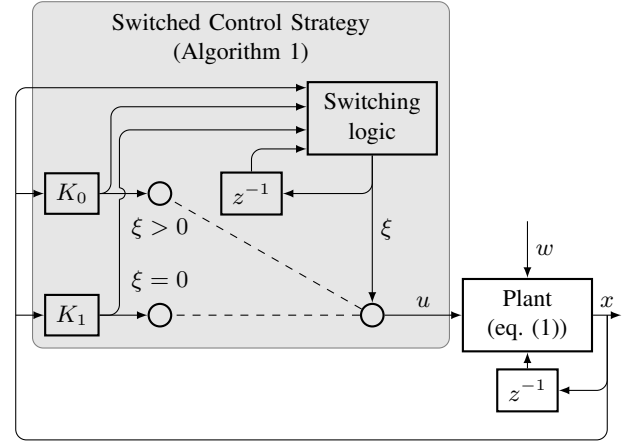 Switched Control Strategy
(Algorithm 1)
Switching
logic
K₀
z⁻¹
ξ > 0
ξ
w
ξ = 0
K₁
u
Plant
(eq. (1))
x
z⁻¹